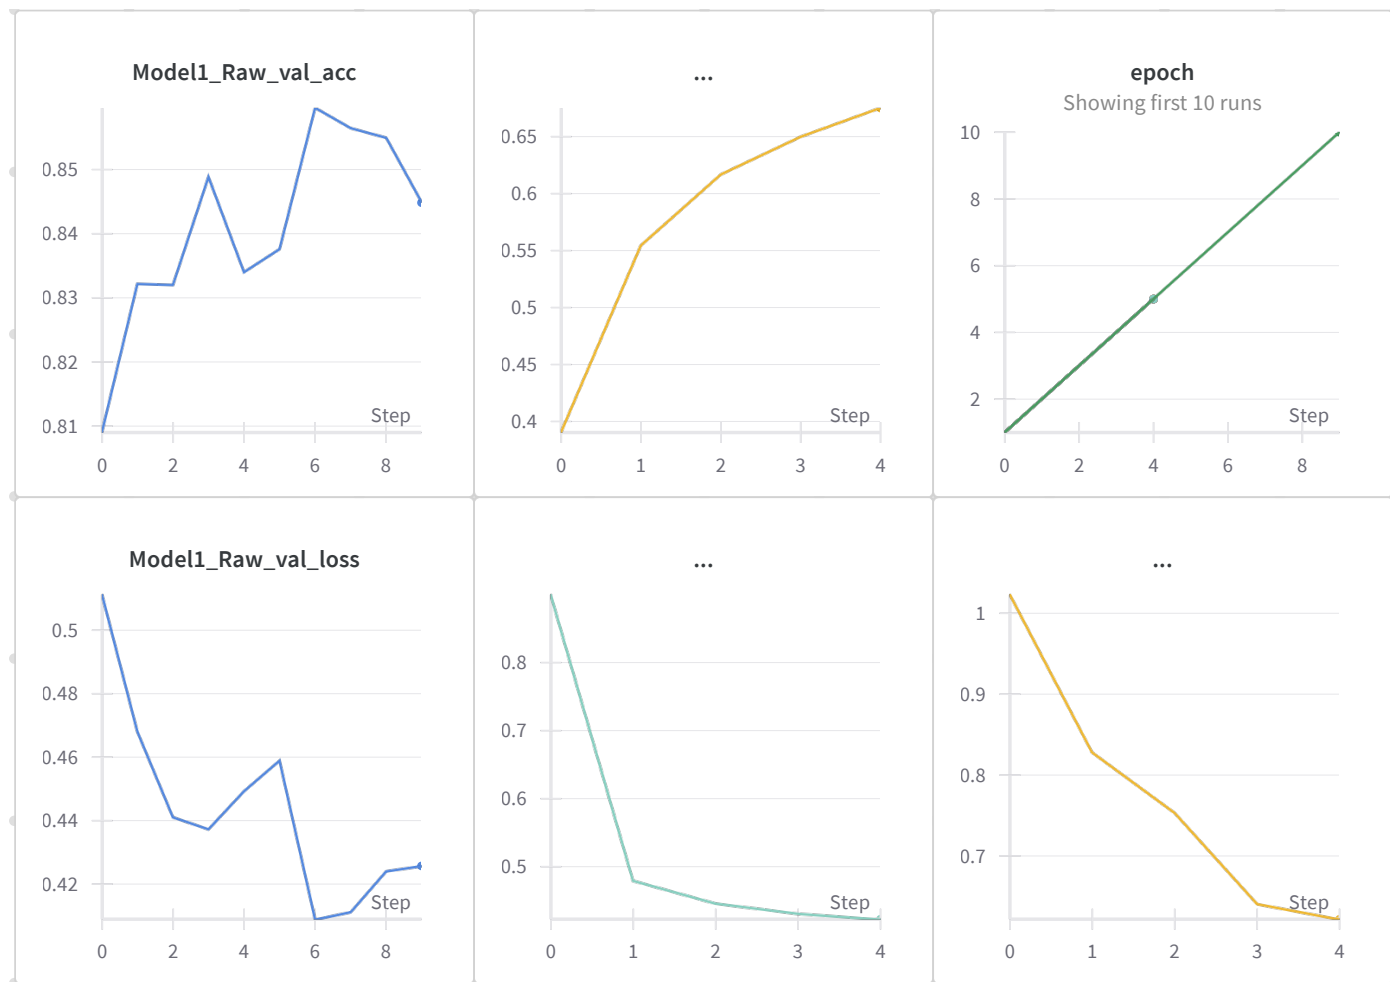 Model1_Raw_val_acc
0.85
0.84
0.83
0.82
0.81
Step
0 2 4 6 8
...
0.65
0.6
0.55
0.5
0.45
0.4
Step
0 1 2 3 4
epoch
Showing first 10 runs
10
8
6
4
2
Step
0 2 4 6 8
Model1_Raw_val_loss
0.5
0.48
0.46
0.44
0.42
Step
0 2 4 6 8
...
0.8
0.7
0.6
0.5
Step
0 1 2 3 4
...
1
0.9
0.8
0.7
Step
0 1 2 3 4